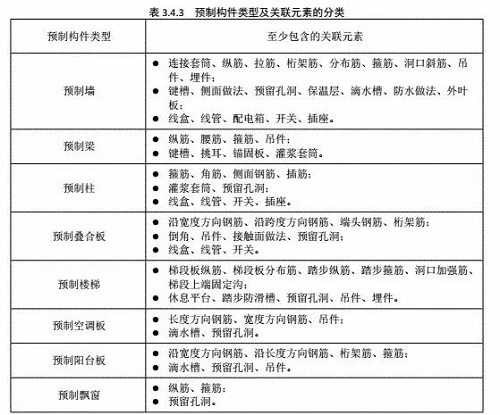 表 3.4.3 预制构件类型及关联元素的分类
预制构件类型
至少包含的关联元素
预制墙
● 连接套筒、纵筋、拉筋、桁架筋、分布筋、箍筋、洞口斜筋、吊
件、埋件;
● 键槽、侧面做法、预留孔洞、保温层、滴水槽、防水做法、外叶
板;
● 线盒、线管、配电箱、开关、插座。
预制梁
● 纵筋、腰筋、箍筋、吊件;
● 键槽、挑耳、锚固板、灌浆套筒。
预制柱
● 箍筋、角筋、侧面钢筋、插筋;
● 灌浆套筒、预留孔洞;
● 线盒、线管、开关、插座。
预制叠合板
● 沿宽度方向钢筋、沿跨度方向钢筋、端头钢筋、桁架筋;
● 倒角、吊件、接触面做法、预留孔洞;
● 线盒、线管、开关。
预制楼梯
● 梯段板纵筋、梯段板分布筋、踏步纵筋、踏步箍筋、洞口加强筋、
梯段上端固定沟;
● 休息平台、踏步防滑槽、预留孔洞、吊件、埋件。
预制空调板
● 长度方向钢筋、宽度方向钢筋、吊件;
● 滴水槽、预留孔洞。
预制阳台板
● 沿宽度方向钢筋、沿长度方向钢筋、桁架筋、箍筋;
● 滴水槽、预留孔洞、吊件。
预制飘窗
● 纵筋、箍筋;
● 预留孔洞。